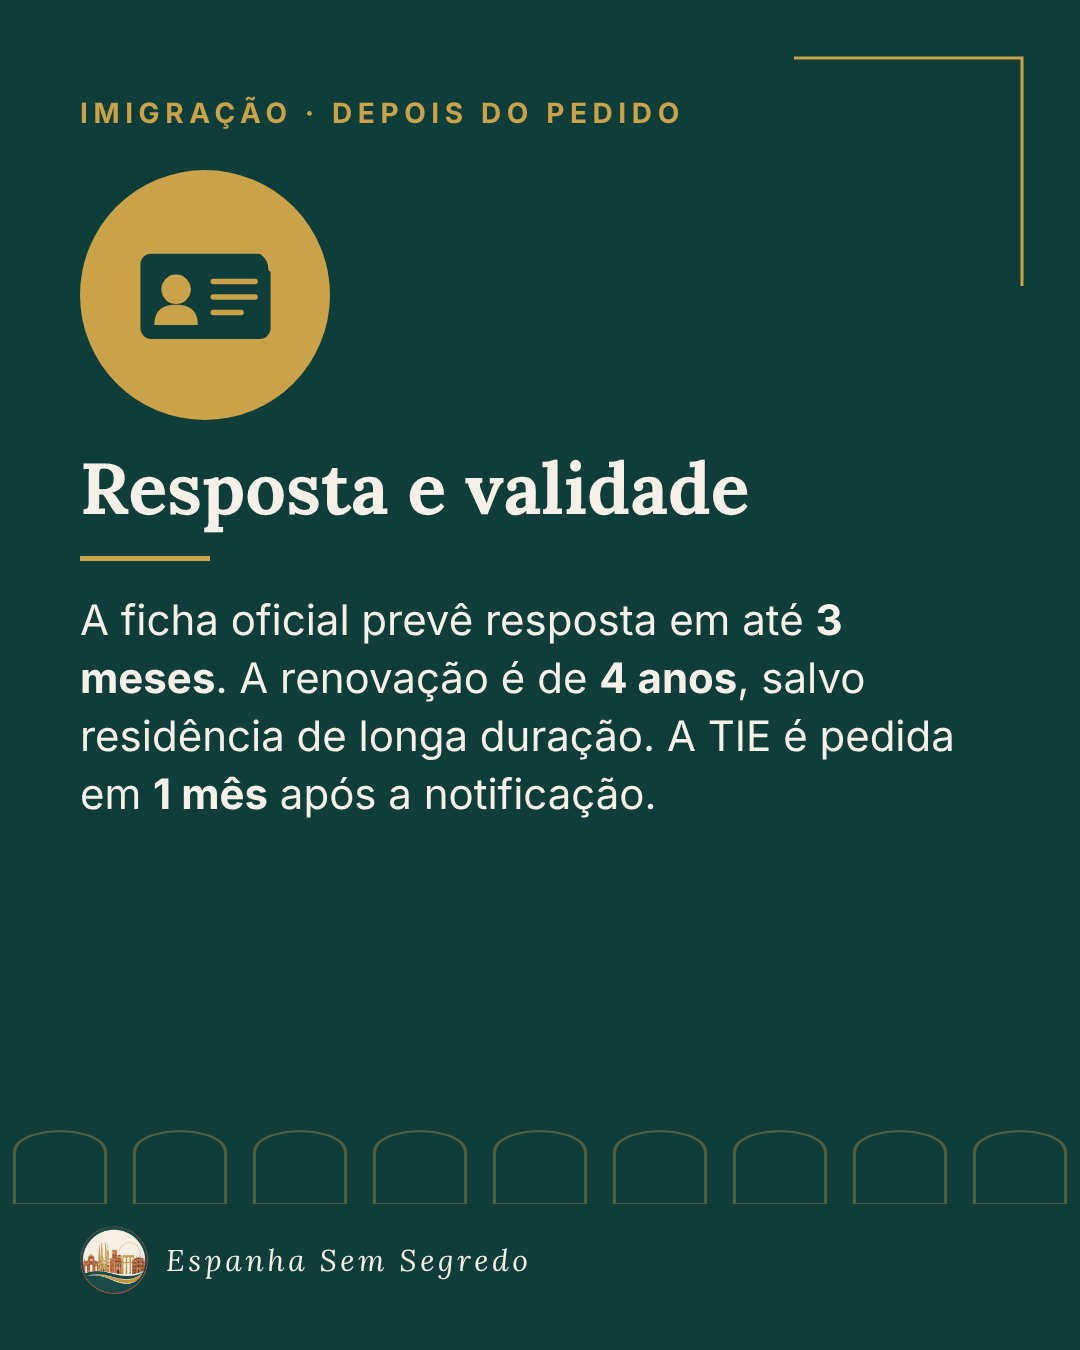 IMIGRAÇÃO · DEPOIS DO PEDIDO
Resposta e validade
A ficha oficial prevê resposta em até 3
meses. A renovação é de 4 anos, salvo
residência de longa duração. A TIE é pedida
em 1 mês após a notificação.
Espanha Sem Segredo